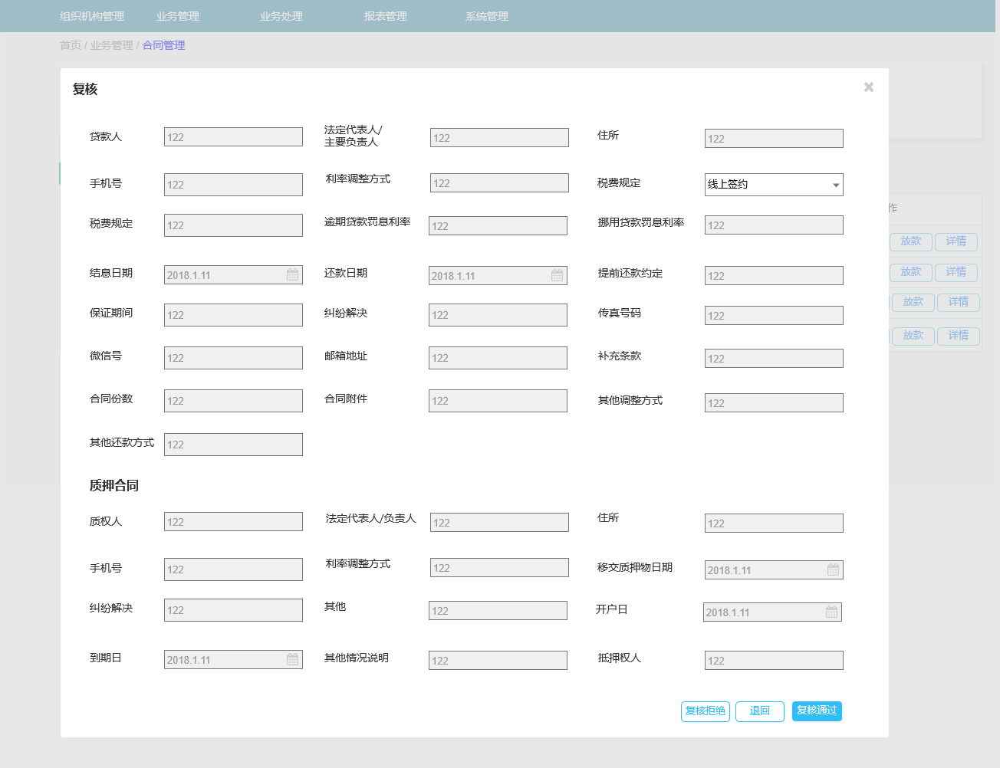 组织机构管理 业务管理 业务处理 报表管理 系统管理
首页 / 业务管理 / 合同管理
复核
贷款人 122 法定代表人/ 主要负责人 122 住所 122
手机号 122 利率调整方式 122 税费规定 线上签约
作
税费规定 122 逾期贷款罚息利率 122 挪用贷款罚息利率 122
放款 详情
结息日期 2018.1.11 还款日期 2018.1.11 提前还款约定 122
放款 详情
放款 详情
保证期间 122 纠纷解决 122 传真号码 122
放款 详情
微信号 122 邮箱地址 122 补充条款 122
合同份数 122 合同附件 122 其他调整方式 122
其他还款方式 122
质押合同
质权人 122 法定代表人/负责人 122 住所 122
手机号 122 利率调整方式 122 移交质押物日期 2018.1.11
纠纷解决 122 其他 122 开户日 2018.1.11
到期日 2018.1.11 其他情况说明 122 抵押权人 122
复核拒绝 退回 复核通过